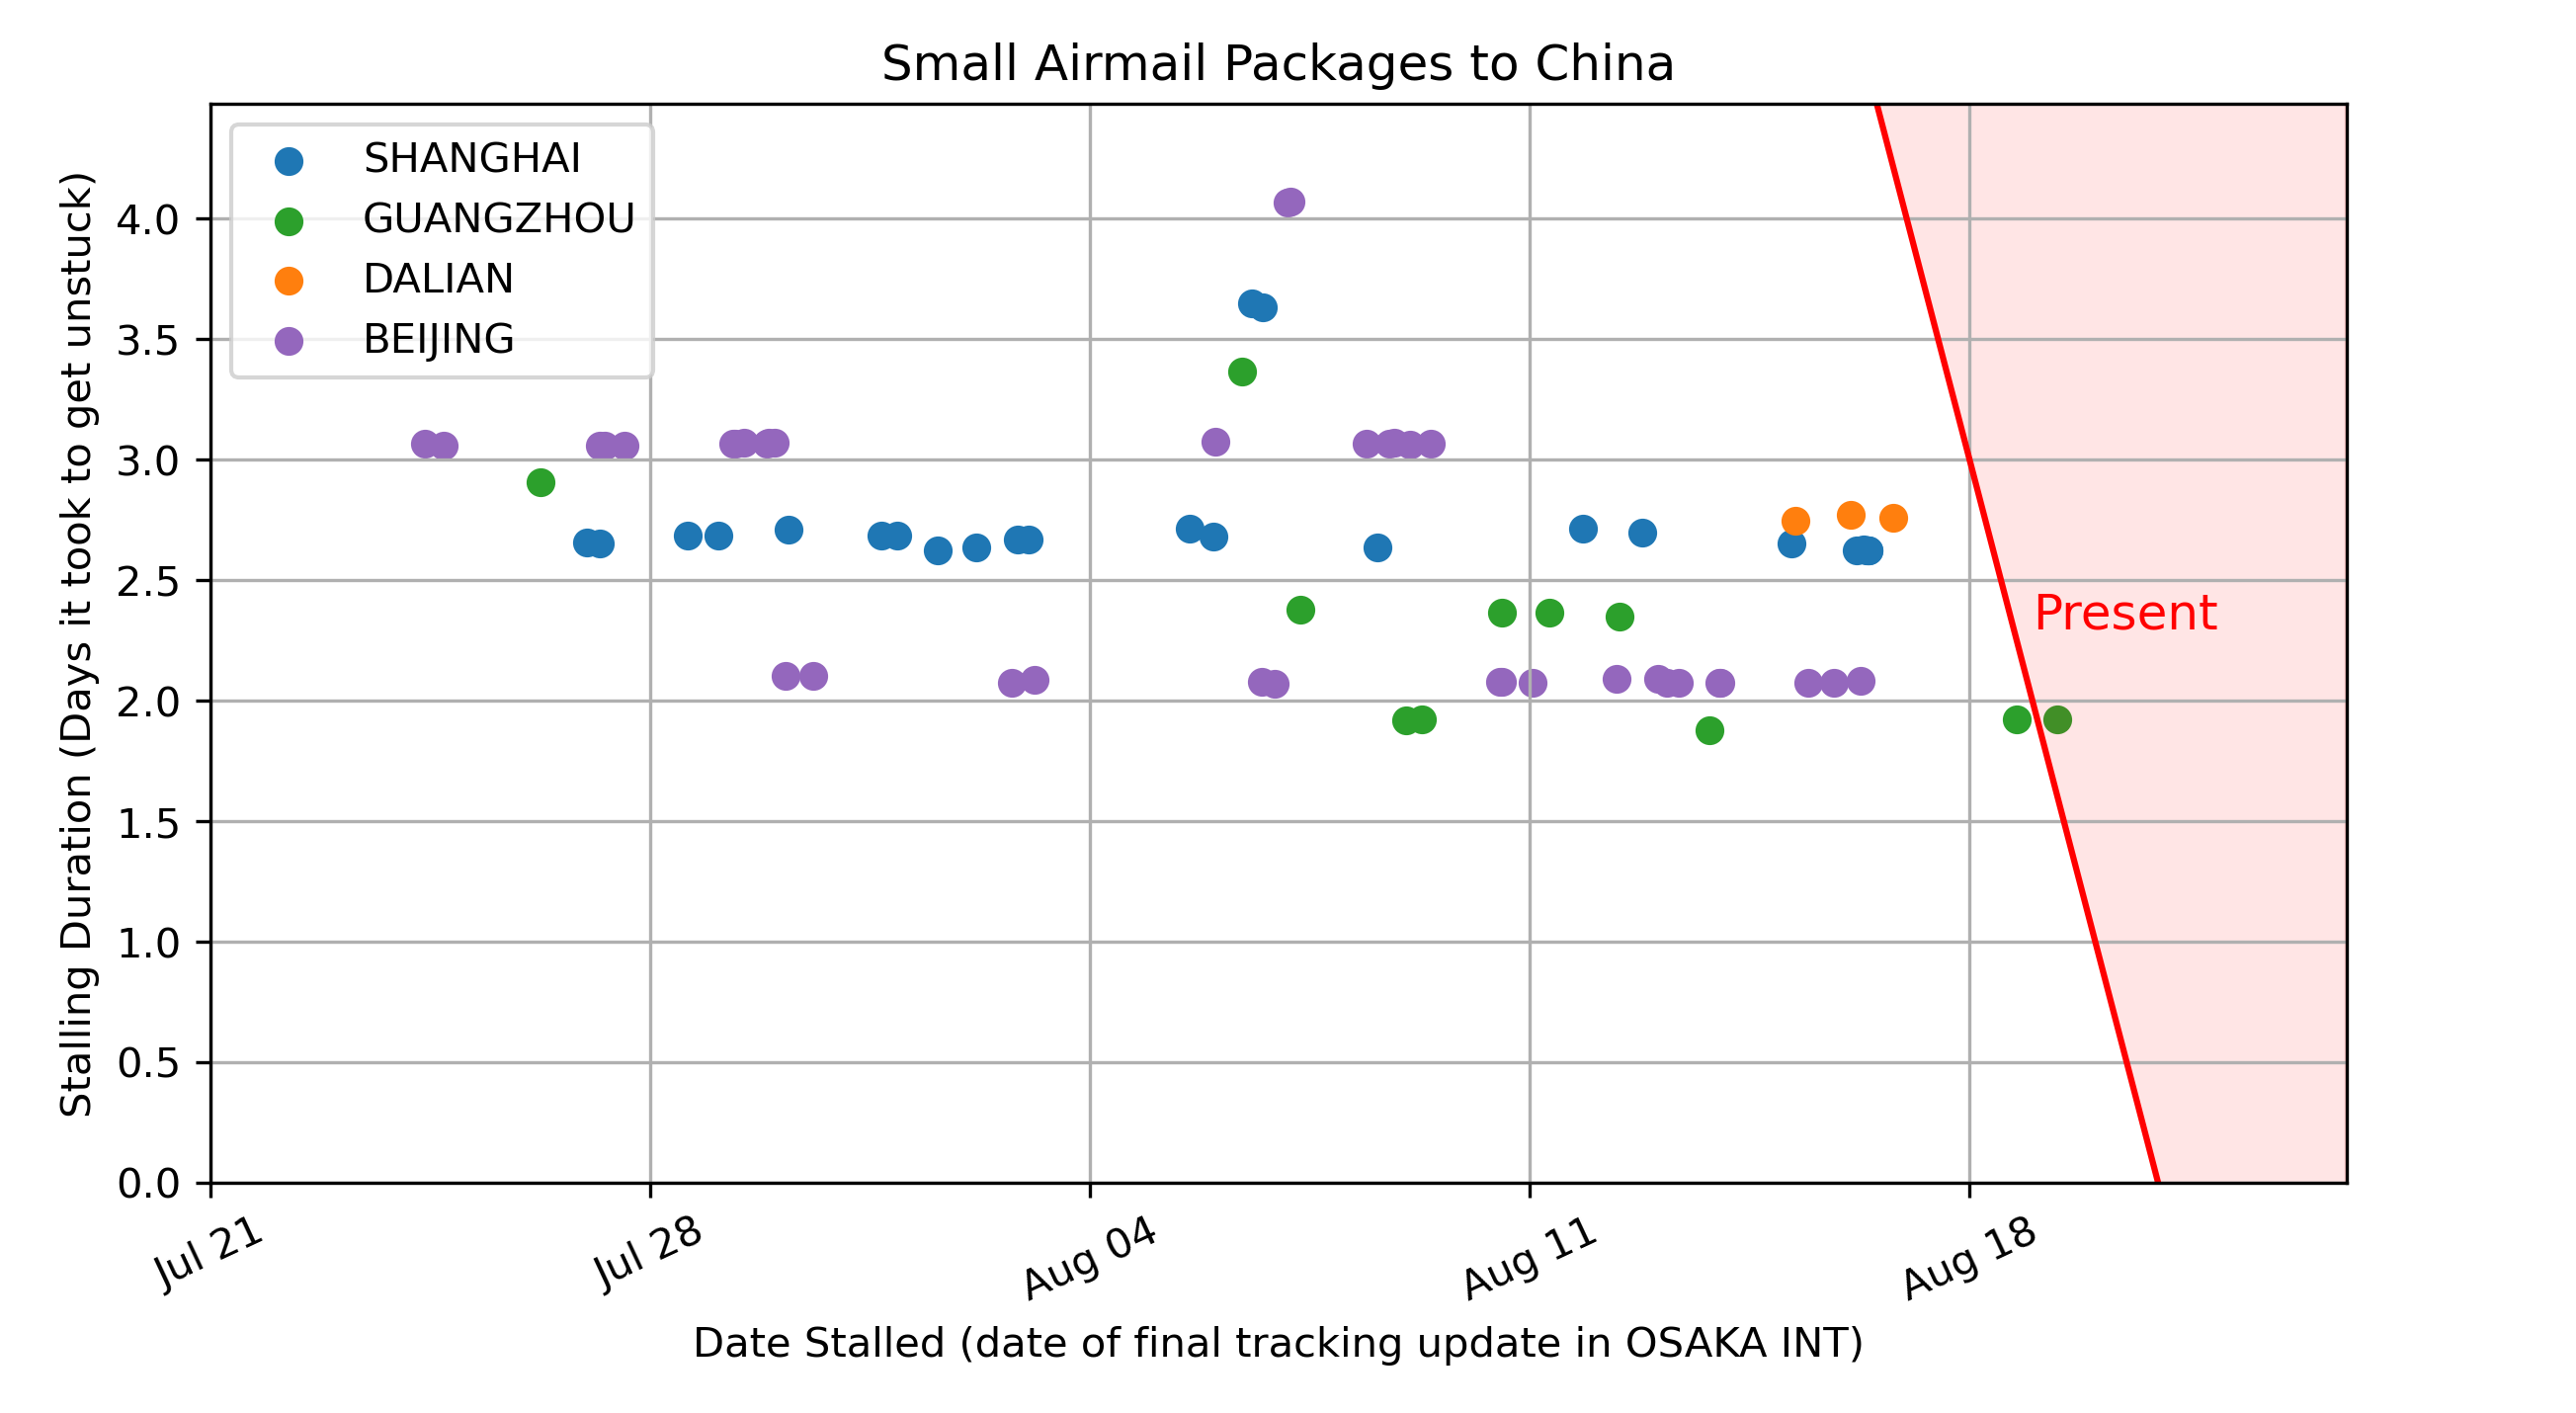 Small Airmail Packages to China
SHANGHAI
GUANGZHOU
DALIAN
BEIJING
Stalling Duration (Days it took to get unstuck)
4.0
3.5
3.0
2.5
2.0
1.5
1.0
0.5
0.0
Present
Jul 21
Jul 28
Aug 04
Aug 11
Aug 18
Date Stalled (date of final tracking update in OSAKA INT)